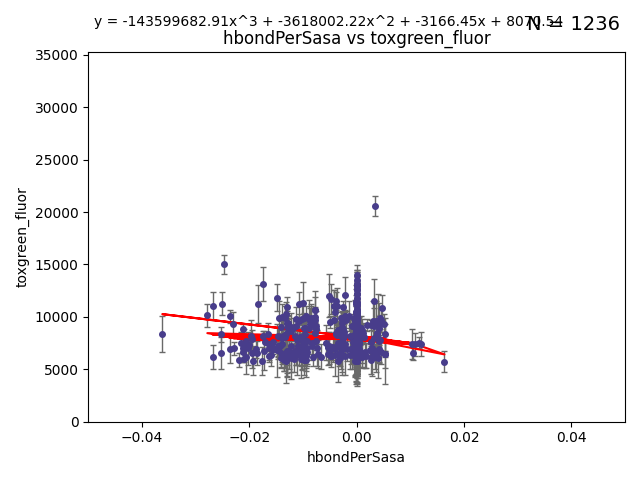 y = -143599682.91x^3 + -3618002.22x^2 + -3166.45x + 8070.54
N = 1236
hbondPerSasa vs toxgreen_fluor
35000
30000
25000
20000
15000
10000
5000
0
toxgreen_fluor
−0.04 −0.02 0.00 0.02 0.04
hbondPerSasa